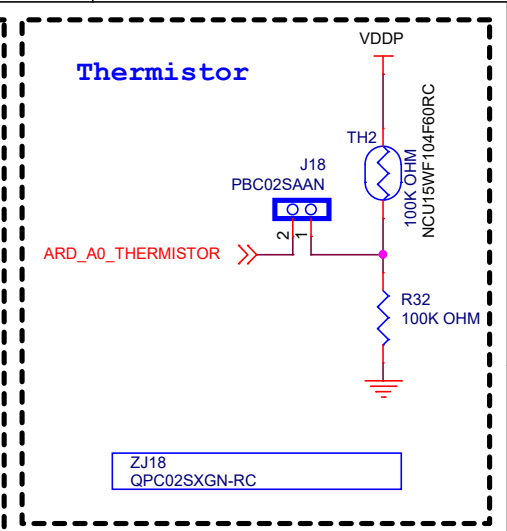 VDDP
Thermistor
TH2
100K OHM
NCU15WF104F60RC
J18
PBC02SAAN
2
1
ARD_A0_THERMISTOR
R32
100K OHM
ZJ18
QPC02SXGN-RC